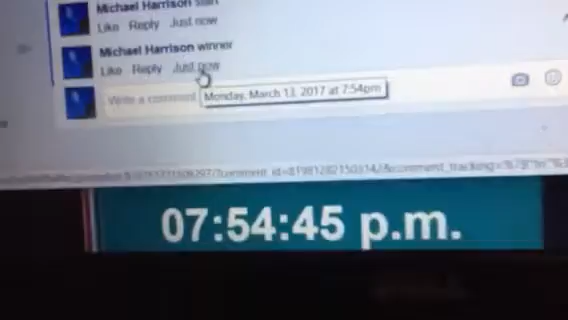 Michael Harrison start
Like Reply Just now
Michael Harrison winner
Like Reply Just now
Write a comment
Monday, March 13, 2017 at 7:54pm
07:54:45 p.m.